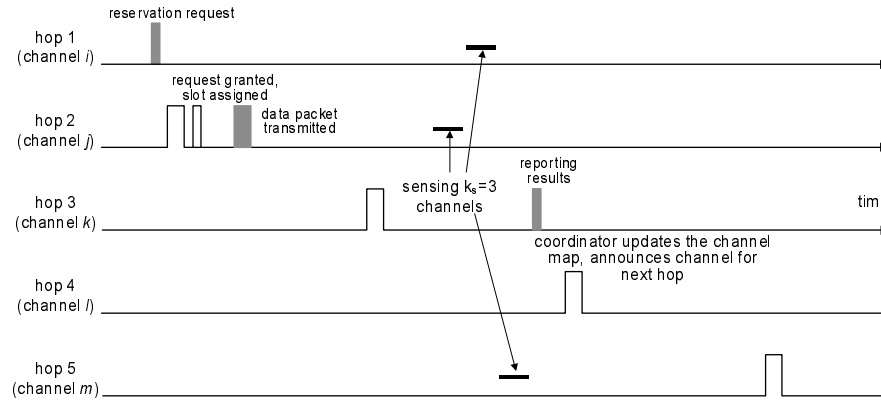 reservation request
hop 1
(channel i)
request granted,
slot assigned
hop 2
(channel j)
data packet
transmitted
reporting
results
sensing ks=3
channels
hop 3
(channel k)
tim
coordinator updates the channel
map, announces channel for
next hop
hop 4
(channel l)
hop 5
(channel m)